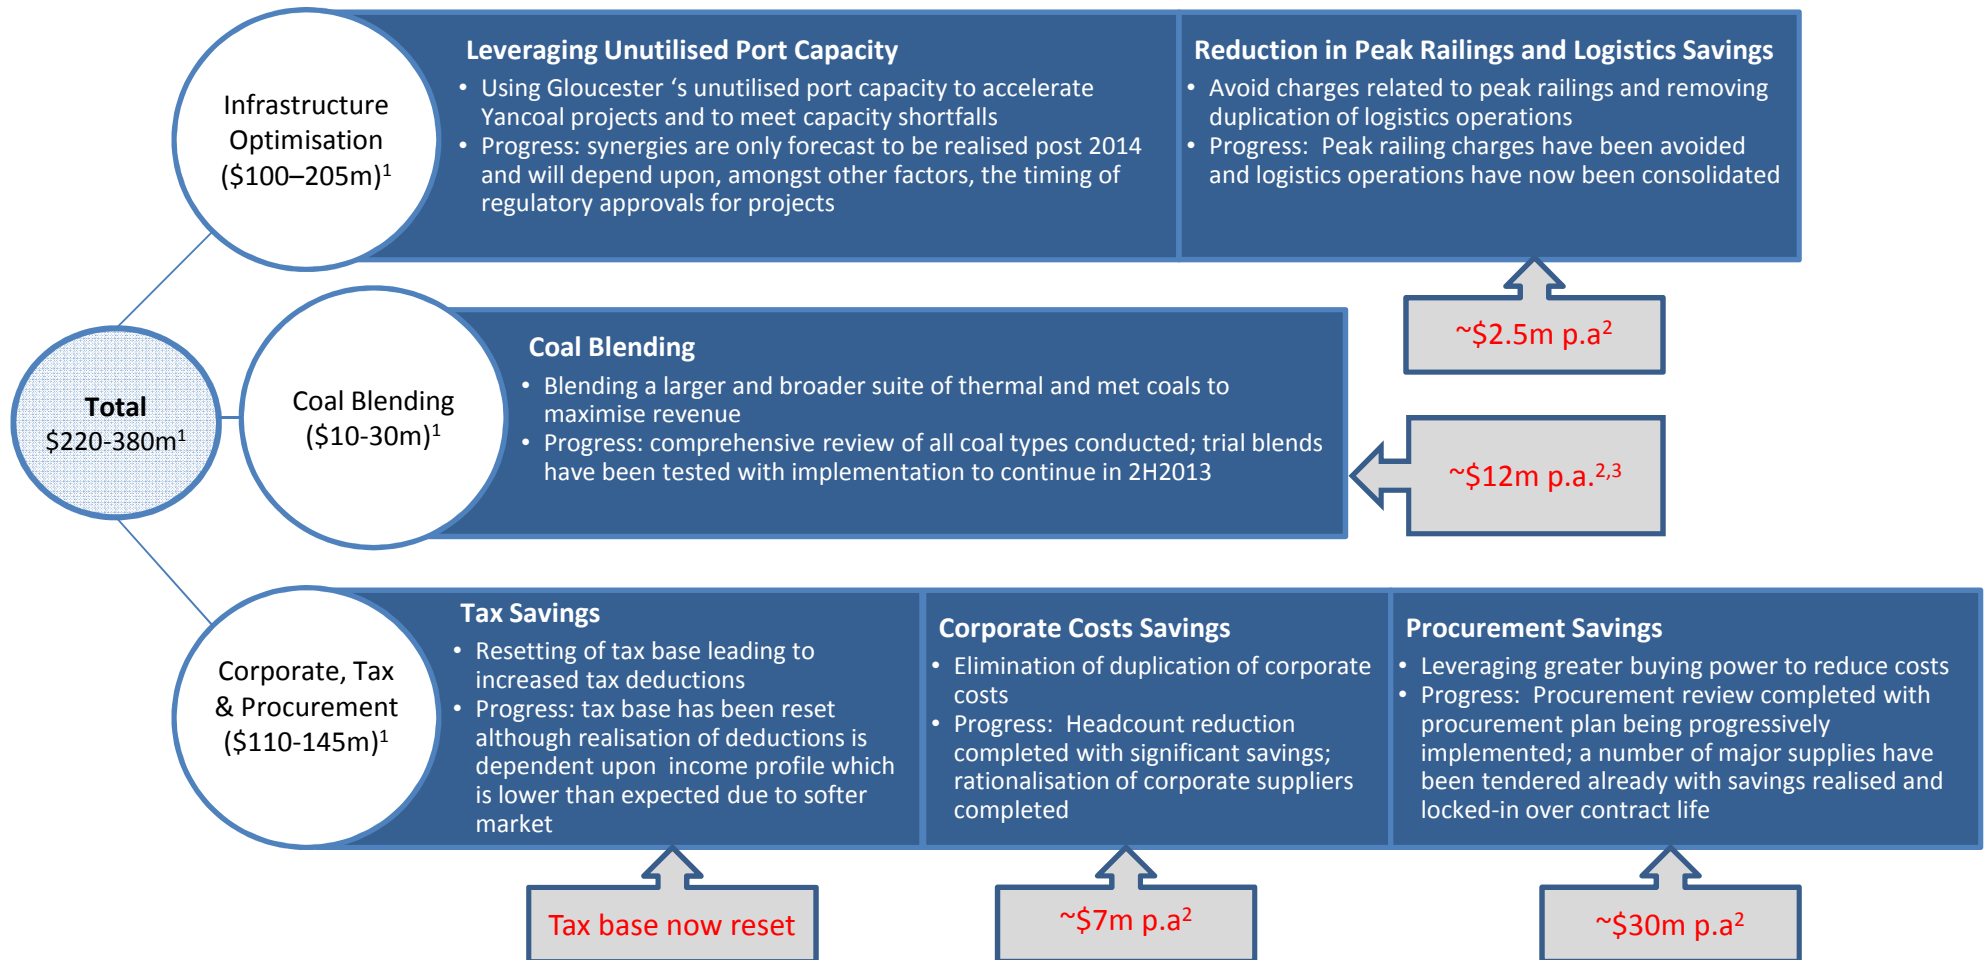 Infrastructure
Optimisation
($100–205m)1
Leveraging Unutilised Port Capacity
• Using Gloucester ‘s unutilised port capacity to accelerate
Yancoal projects and to meet capacity shortfalls
• Progress: synergies are only forecast to be realised post 2014
and will depend upon, amongst other factors, the timing of
regulatory approvals for projects
Reduction in Peak Railings and Logistics Savings
• Avoid charges related to peak railings and removing
duplication of logistics operations
• Progress: Peak railing charges have been avoided
and logistics operations have now been consolidated
~$2.5m p.a2
Total
$220-380m1
Coal Blending
($10-30m)1
Coal Blending
• Blending a larger and broader suite of thermal and met coals to
maximise revenue
• Progress: comprehensive review of all coal types conducted; trial blends
have been tested with implementation to continue in 2H2013
~$12m p.a.2,3
Corporate, Tax
& Procurement
($110-145m)1
Tax Savings
• Resetting of tax base leading to
increased tax deductions
• Progress: tax base has been reset
although realisation of deductions is
dependent upon income profile which
is lower than expected due to softer
market
Corporate Costs Savings
• Elimination of duplication of corporate
costs
• Progress: Headcount reduction
completed with significant savings;
rationalisation of corporate suppliers
completed
Procurement Savings
• Leveraging greater buying power to reduce costs
• Progress: Procurement review completed with
procurement plan being progressively
implemented; a number of major supplies have
been tendered already with savings realised and
locked-in over contract life
Tax base now reset
~$7m p.a2
~$30m p.a2